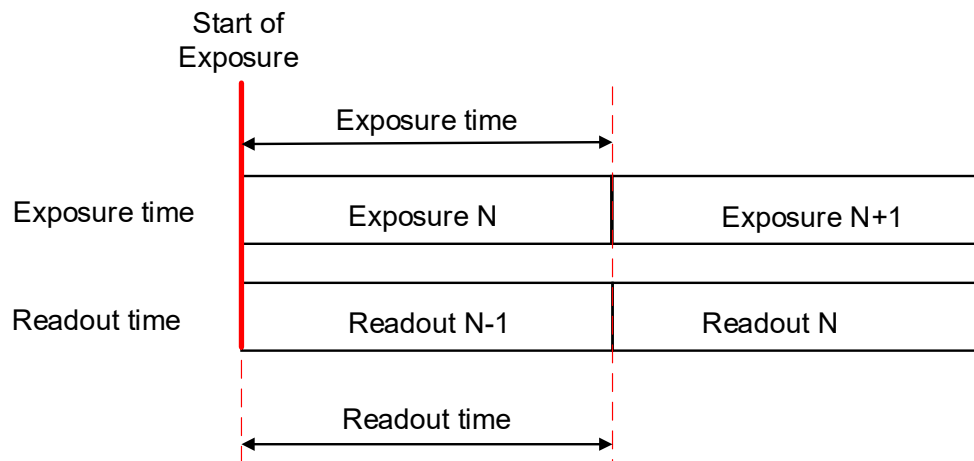 Start of
Exposure
Exposure time
Exposure time
Exposure N
Exposure N+1
Readout time
Readout N-1
Readout N
Readout time